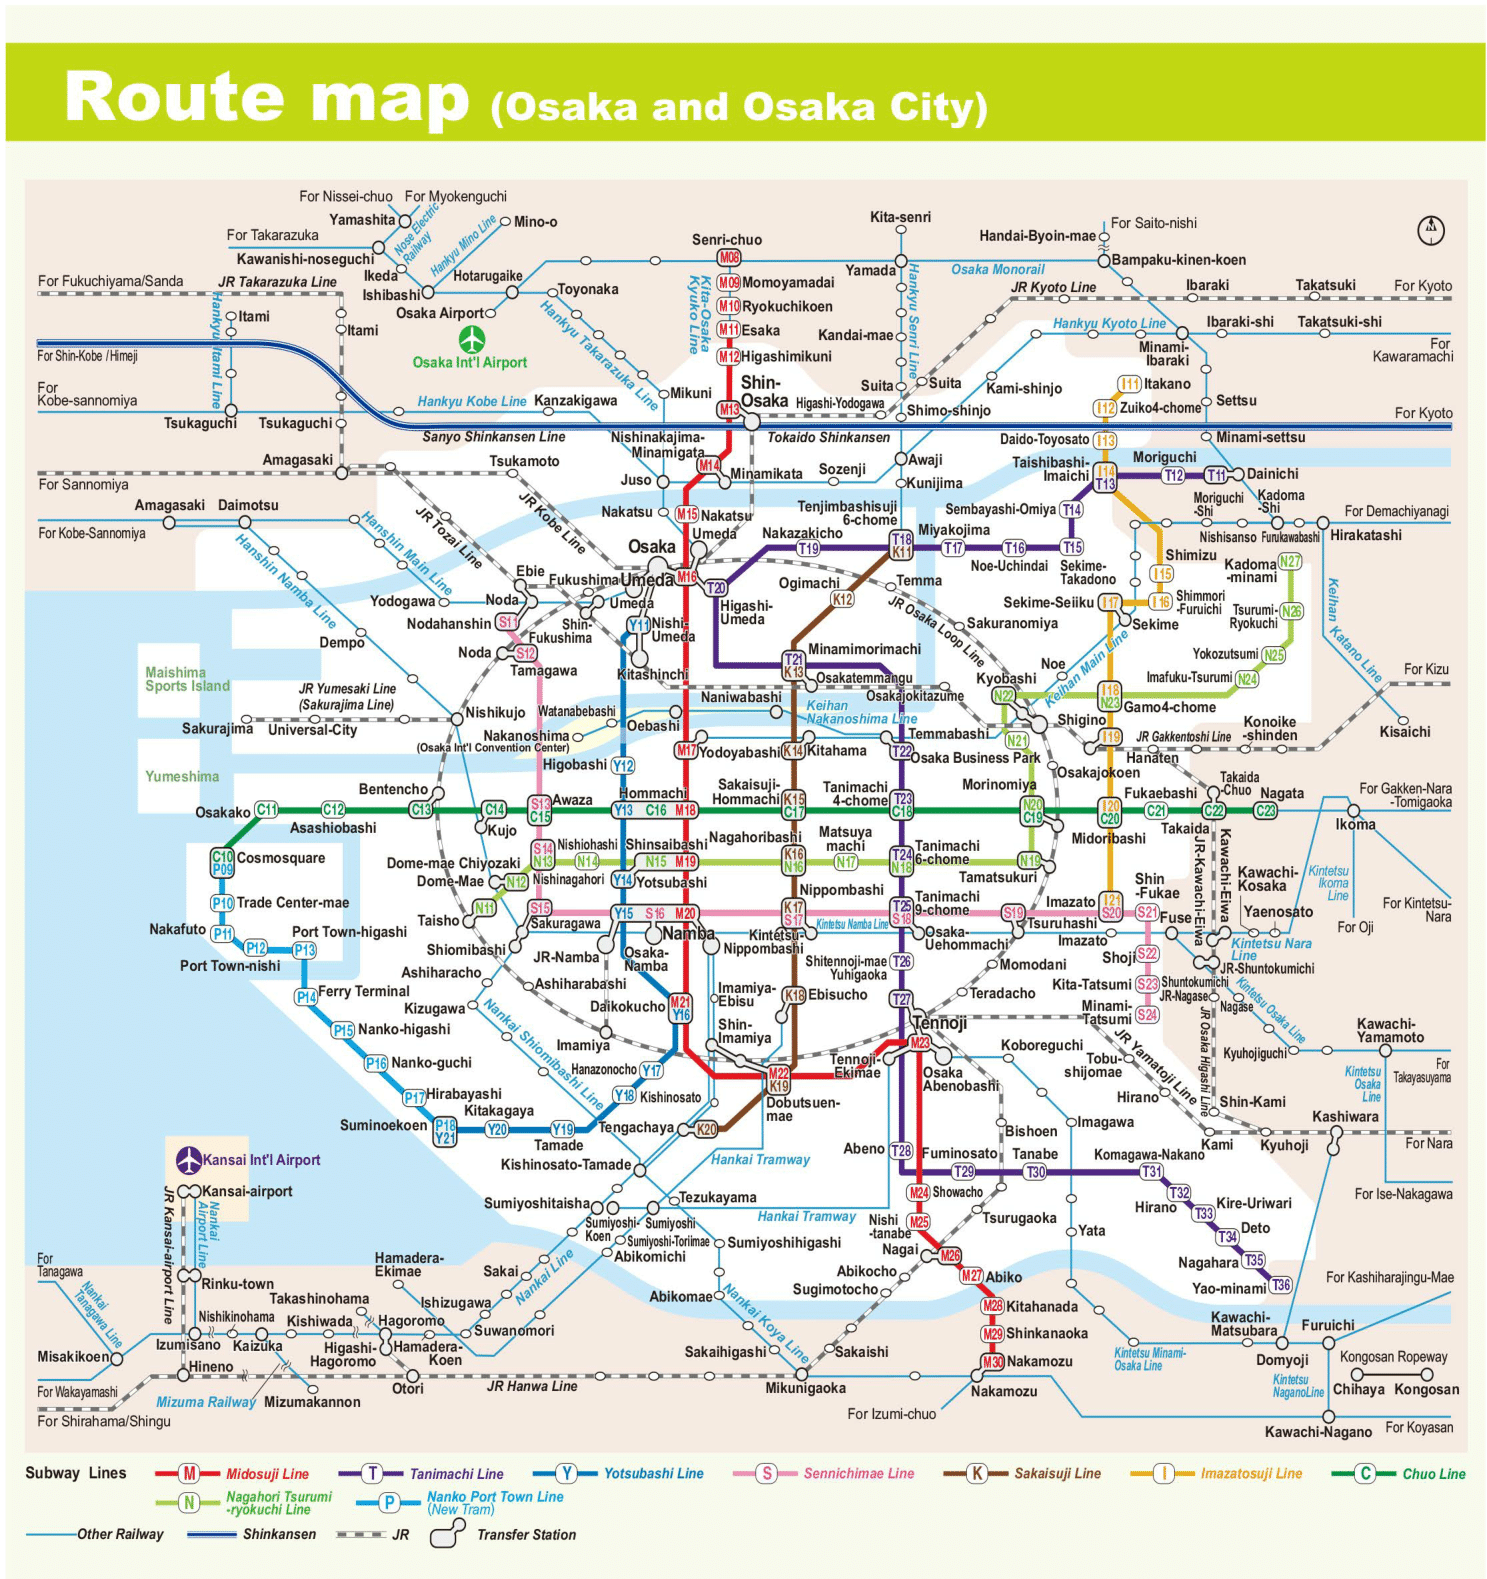 Route map (Osaka and Osaka City)
For Nissei-chuo
For Myokenguchi
Yamashita
Nose Electric
Railway
Hankyu Mino Line
Mino-o
For Takarazuka
Kawanishi-noseguchi
Ikeda
Hotarugaike
Ishibashi
Osaka Airport
Toyonaka
Osaka Int'l Airport
Kita-senri
Senri-chuo
M08
Yamada
Osaka Monorail
Handai-Byoin-mae
For Saito-nishi
Bampaku-kinen-koen
For Fukuchiyama/Sanda
JR Takarazuka Line
Hankyu Itami Line
Itami
Itami
M09 Momoyamadai
M10 Ryokuchikoen
M11 Esaka
M12 Higashimikuni
Kita-Osaka
Kyuko Line
Hankyu Senri Line
Kandai-mae
JR Kyoto Line
Ibaraki
Takatsuki
For Kyoto
Hankyu Kyoto Line
Ibaraki-shi
Takatsuki-shi
For
Kawaramachi
Minami-
Ibaraki
For Shin-Kobe / Himeji
Hankyu Takarazuka Line
For
Kobe-sannomiya
Hankyu Kobe Line
Kanzakigawa
Mikuni
Shin-
Osaka
M13
Higashi-Yodogawa
Suita
Suita
Kami-shinjo
Shimo-shinjo
I11 Itakano
I12 Zuiko4-chome
Settsu
For Kyoto
Tsukaguchi
Tsukaguchi
Sanyo Shinkansen Line
Tokaido Shinkansen
Nishinakajima-
Minamigata
M14
Daido-Toyosato
I13
Minami-settsu
Amagasaki
For Sannomiya
Tsukamoto
Juso
Minamikata
Sozenji
Awaji
Kunijima
Taishibashi-
Imaichi
I14
T13
Moriguchi
T12
T11
Dainichi
Amagasaki
Daimotsu
Hanshin Main Line
JR Tozai Line
JR Kobe Line
Nakatsu
M15 Nakatsu
Tenjimbashisuji
6-chome
T18
K11
Miyakojima
T17
T16
T15
Sembayashi-Omiya
T14
Moriguchi
-Shi
Kadoma
-Shi
For Demachiyanagi
Nishisanso
Furukawabashi
Hirakatashi
For Kobe-Sannomiya
Hanshin Namba Line
Umeda
Osaka
Nakazakicho
T19
Noe-Uchindai
Sekime-
Takadono
Shimizu
I15
Kadoma
-minami
N27
Ebie
Fukushima
Umeda
M16
T20
Ogimachi
K12
Temma
JR Osaka Loop Line
Yodogawa
Noda
Umeda
Higashi-
Umeda
Sekime-Seiiku
I17
I16
Shimmori
-Furuichi
Tsurumi-
Ryokuchi
N26
Keihan Katano Line
Nodahanshin
S11
Shin-
Fukushima
Y11
Nishi-
Umeda
Sakuranomiya
Sekime
Dempo
Noda
S12
Tamagawa
Kitashinchi
Minamimorimachi
T21
K13
Osakatemmangu
Osakajokitazume
Noe
Kyobashi
N22
Keihan Main Line
Yokozutsumi
N25
Imafuku-Tsurumi
N24
For Kizu
Maishima
Sports Island
JR Yumesaki Line
(Sakurajima Line)
Sakurajima
Universal-City
Nishikujo
Watanabebashi
Oebashi
Naniwabashi
Keihan
Nakanoshima Line
Nakanoshima
(Osaka Int'l Convention Center)
I18
N23
Gamo4-chome
Shigino
I19
JR Gakkentoshi Line
Konoike
-shinden
Kisaichi
Yumeshima
Higobashi
Y12
M17 Yodoyabashi
K14 Kitahama
Temmabashi
T22
Osaka Business Park
N21
Osakajokoen
Hanaten
Bentencho
Osakako
C11
C12
Asashiobashi
C13
C14
Kujo
S13
C15
Awaza
Hommachi
Y13
C16
M18
Sakaisuji-
Hommachi
K15
C17
Tanimachi
4-chome
T23
C18
Morinomiya
N20
C19
I20
C20
Midoribashi
Fukaebashi
C21
Takaida
-Chuo
C22
Takaida
Nagata
C23
For Gakken-Nara
-Tomigaoka
Ikoma
C10
P09
Cosmosquare
Dome-mae Chiyozaki
Dome-Mae
N12
S14
N13
Nishiohashi
N14
Shinsaibashi
N15
M19
Nishinagahori
Y14 Yotsubashi
Nagahoribashi
K16
N16
Matsuya
machi
N17
Tanimachi
6-chome
T24
N18
N19
Tamatsukuri
JR-Kawachi-Eiwa
Kawachi-Eiwa
Kintetsu
Ikoma
Line
P10 Trade Center-mae
Taisho
N11
Nakafuto
P11
P12
Port Town-nishi
Port Town-higashi
P13
S15
Sakuragawa
Y15
S16
M20
Namba
Nippombashi
K17
S17
Kintetsu-
Nippombashi
Kintetsu Namba Line
Tanimachi
9-chome
T25
S18
Osaka-
Uehommachi
S19
Tsuruhashi
Imazato
I21
S20
Shin
-Fukae
S21
Imazato
Fuse
Kawachi-
Kosaka
Yaenosato
Kintetsu Nara
Line
For Oji
For Kintetsu-
Nara
Shiomibashi
JR-Namba
Osaka-
Namba
Shitennoji-mae
Yuhigaoka
T26
Shoji
S22
JR-Shuntokumichi
Shuntokumichi
JR-Nagase
Nagase
Ashiharacho
Ashiharabashi
Kita-Tatsumi
S23
Minami-
Tatsumi
S24
Momodani
Teradacho
P14 Ferry Terminal
Kizugawa
Daikokucho
M21
Y16
Imamiya-
Ebisu
K18 Ebisucho
T27
Tennoji
M23
P15 Nanko-higashi
Nankai Shiomibashi Line
Imamiya
Shin-
Imamiya
Tennoji-
Ekimae
Osaka
Abenobashi
Koboreguchi
JR Yamatoji Line
JR Osaka Higashi Line
Kintetsu Osaka Line
Kyuhojiguchi
Kawachi-
Yamamoto
For
Takayasuyama
Kintetsu
Osaka
Line
P16 Nanko-guchi
Hanazonocho
Y17
M22
K19
Dobutsuen-
mae
Tobu-
shijomae
Hirano
Shin-Kami
P17 Hirabayashi
Y18 Kishinosato
Suminoekoen
P18
Y21
Kitakagaya
Y20
Y19
Tamade
Tengachaya
K20
Bishoen
Imagawa
Kami
Kyuhoji
Kashiwara
For Nara
Kansai Int'l Airport
Kishinosato-Tamade
Hankai Tramway
Abeno
T28
Fuminosato
T29
Tanabe
T30
Komagawa-Nakano
T31
T32
Hirano
Kire-Uriwari
T33
For Ise-Nakagawa
Kansai-airport
JR Kansai-airport Line
Nankai
Airport Line
Sumiyoshitaisha
Tezukayama
Sumiyoshi-
Koen
Sumiyoshi
Sumiyoshi-Toriimae
Hankai Tramway
M24 Showacho
Nishi
-tanabe
M25
Tsurugaoka
Deto
T34
Nagahara
T35
Yao-minami
T36
Yata
Abikomichi
Sumiyoshihigashi
Nagai
M26
M27 Abiko
For
Tanagawa
Nankai
Tanagawa Line
Rinku-town
Hamadera-
Ekimae
Sakai
Nankai Line
Abikocho
Sugimotocho
Abikomae
Nankai Koya Line
For Kashiharajingu-Mae
Takashinohama
Ishizugawa
M28 Kitahanada
Kawachi-
Matsubara
Furuichi
Nishikinohama
Kishiwada
Hagoromo
Suwanomori
M29 Shinkanaoka
Misakikoen
Izumisano
Kaizuka
Higashi-
Hagoromo
Hamadera-
Koen
Sakaihigashi
Sakaishi
M30 Nakamozu
Kintetsu Minami-
Osaka Line
Domyoji
Kongosan Ropeway
Chihaya
Kongosan
Hineno
For Wakayamashi
Mizuma Railway
Mizumakannon
Otori
JR Hanwa Line
Mikunigaoka
Nakamozu
Kintetsu
NaganoLine
For Shirahama/Shingu
For Izumi-chuo
Kawachi-Nagano
For Koyasan
Subway Lines
M Midosuji Line
T Tanimachi Line
Y Yotsubashi Line
S Sennichimae Line
K Sakaisuji Line
I Imazatosuji Line
C Chuo Line
N Nagahori Tsurumi
-ryokuchi Line
P Nanko Port Town Line
(New Tram)
Other Railway
Shinkansen
JR
Transfer Station